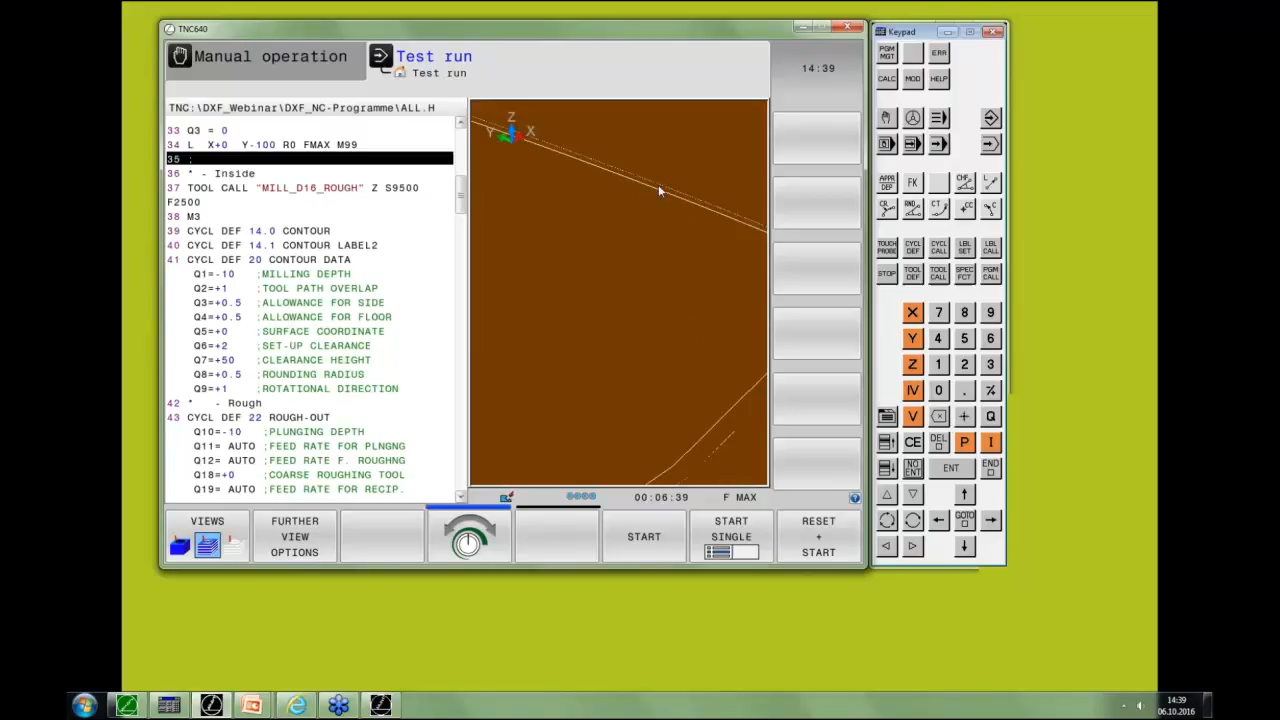 TNC640
Manual operation
Test run
Test run
14:39
TNC:\DXF_Webinar\DXF_NC-Programme\ALL.H
33 Q3 = 0
34 L X+0 Y-100 R0 FMAX M99
35 ;
36 * - Inside
37 TOOL CALL "MILL_D16_ROUGH" Z S9500
F2500
38 M3
39 CYCL DEF 14.0 CONTOUR
40 CYCL DEF 14.1 CONTOUR LABEL2
41 CYCL DEF 20 CONTOUR DATA
Q1=-10 ;MILLING DEPTH
Q2=+1 ;TOOL PATH OVERLAP
Q3=+0.5 ;ALLOWANCE FOR SIDE
Q4=+0.5 ;ALLOWANCE FOR FLOOR
Q5=+0 ;SURFACE COORDINATE
Q6=+2 ;SET-UP CLEARANCE
Q7=+50 ;CLEARANCE HEIGHT
Q8=+0.5 ;ROUNDING RADIUS
Q9=+1 ;ROTATIONAL DIRECTION
42 * - Rough
43 CYCL DEF 22 ROUGH-OUT
Q10=-10 ;PLUNGING DEPTH
Q11= AUTO ;FEED RATE FOR PLNGNG
Q12= AUTO ;FEED RATE F. ROUGHNG
Q18=+0 ;COARSE ROUGHING TOOL
Q19= AUTO ;FEED RATE FOR RECIP.
Z
Y X
00:06:39 F MAX
VIEWS
FURTHER
VIEW
OPTIONS
START
START
SINGLE
RESET
+
START
Keypad
PGM MGT ERR
CALC MOD HELP
APPR DEP FK CHF L
CR RND CT CC C
TOUCH PROBE CYCL DEF CYCL CALL LBL SET LBL CALL
STOP TOOL DEF TOOL CALL SPEC FCT PGM CALL
X 7 8 9
Y 4 5 6
Z 1 2 3
IV 0 .
V + Q
CE DEL P I
NO ENT ENT END
GOTO
14:39
06.10.2016